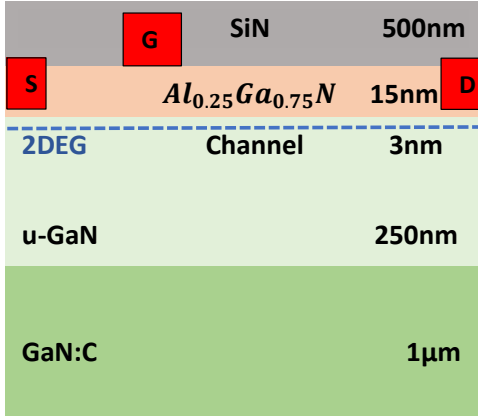 G SiN 500nm
S Al₀.₂₅Ga₀.₇₅N 15nm D
2DEG Channel 3nm
u-GaN 250nm
GaN:C 1μm